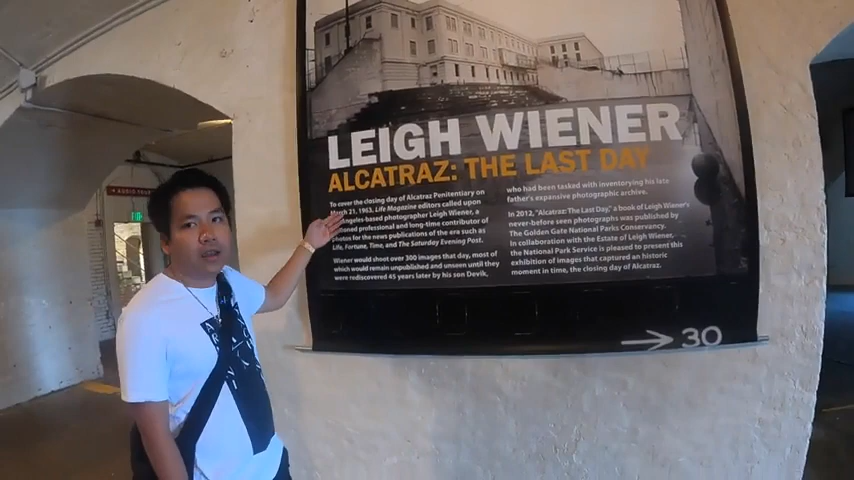 LEIGH WIENER
ALCATRAZ: THE LAST DAY
To cover the closing day of Alcatraz Penitentiary on
March 21, 1963, Life Magazine editors called upon
Angeles-based photographer Leigh Wiener, a
professional and long-time contributor of
photos for the news publications of the era such as
Life, Fortune, Time, and The Saturday Evening Post.
Wiener would shoot over 300 images that day, most of
which would remain unpublished and unseen until they
were rediscovered 45 years later by his son Devik,
who had been tasked with inventorying his late
father's expansive photographic archive.
In 2012, "Alcatraz: The Last Day," a book of Leigh Wiener's
never-before seen photographs was published by
The Golden Gate National Parks Conservancy.
In collaboration with the Estate of Leigh Wiener,
the National Park Service is pleased to present this
exhibition of images that captured an historic
moment in time, the closing day of Alcatraz.
30
AUDIO TOUR